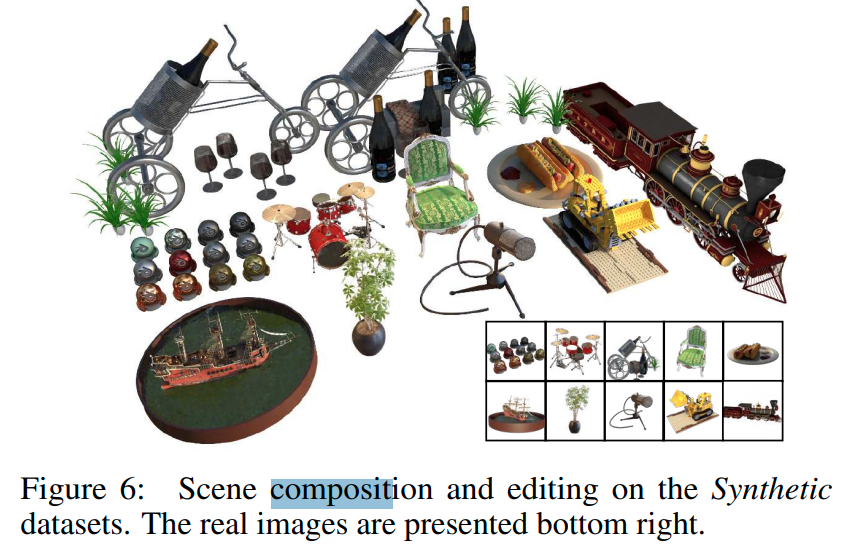 Figure 6: Scene composition and editing on the Synthetic
datasets. The real images are presented bottom right.